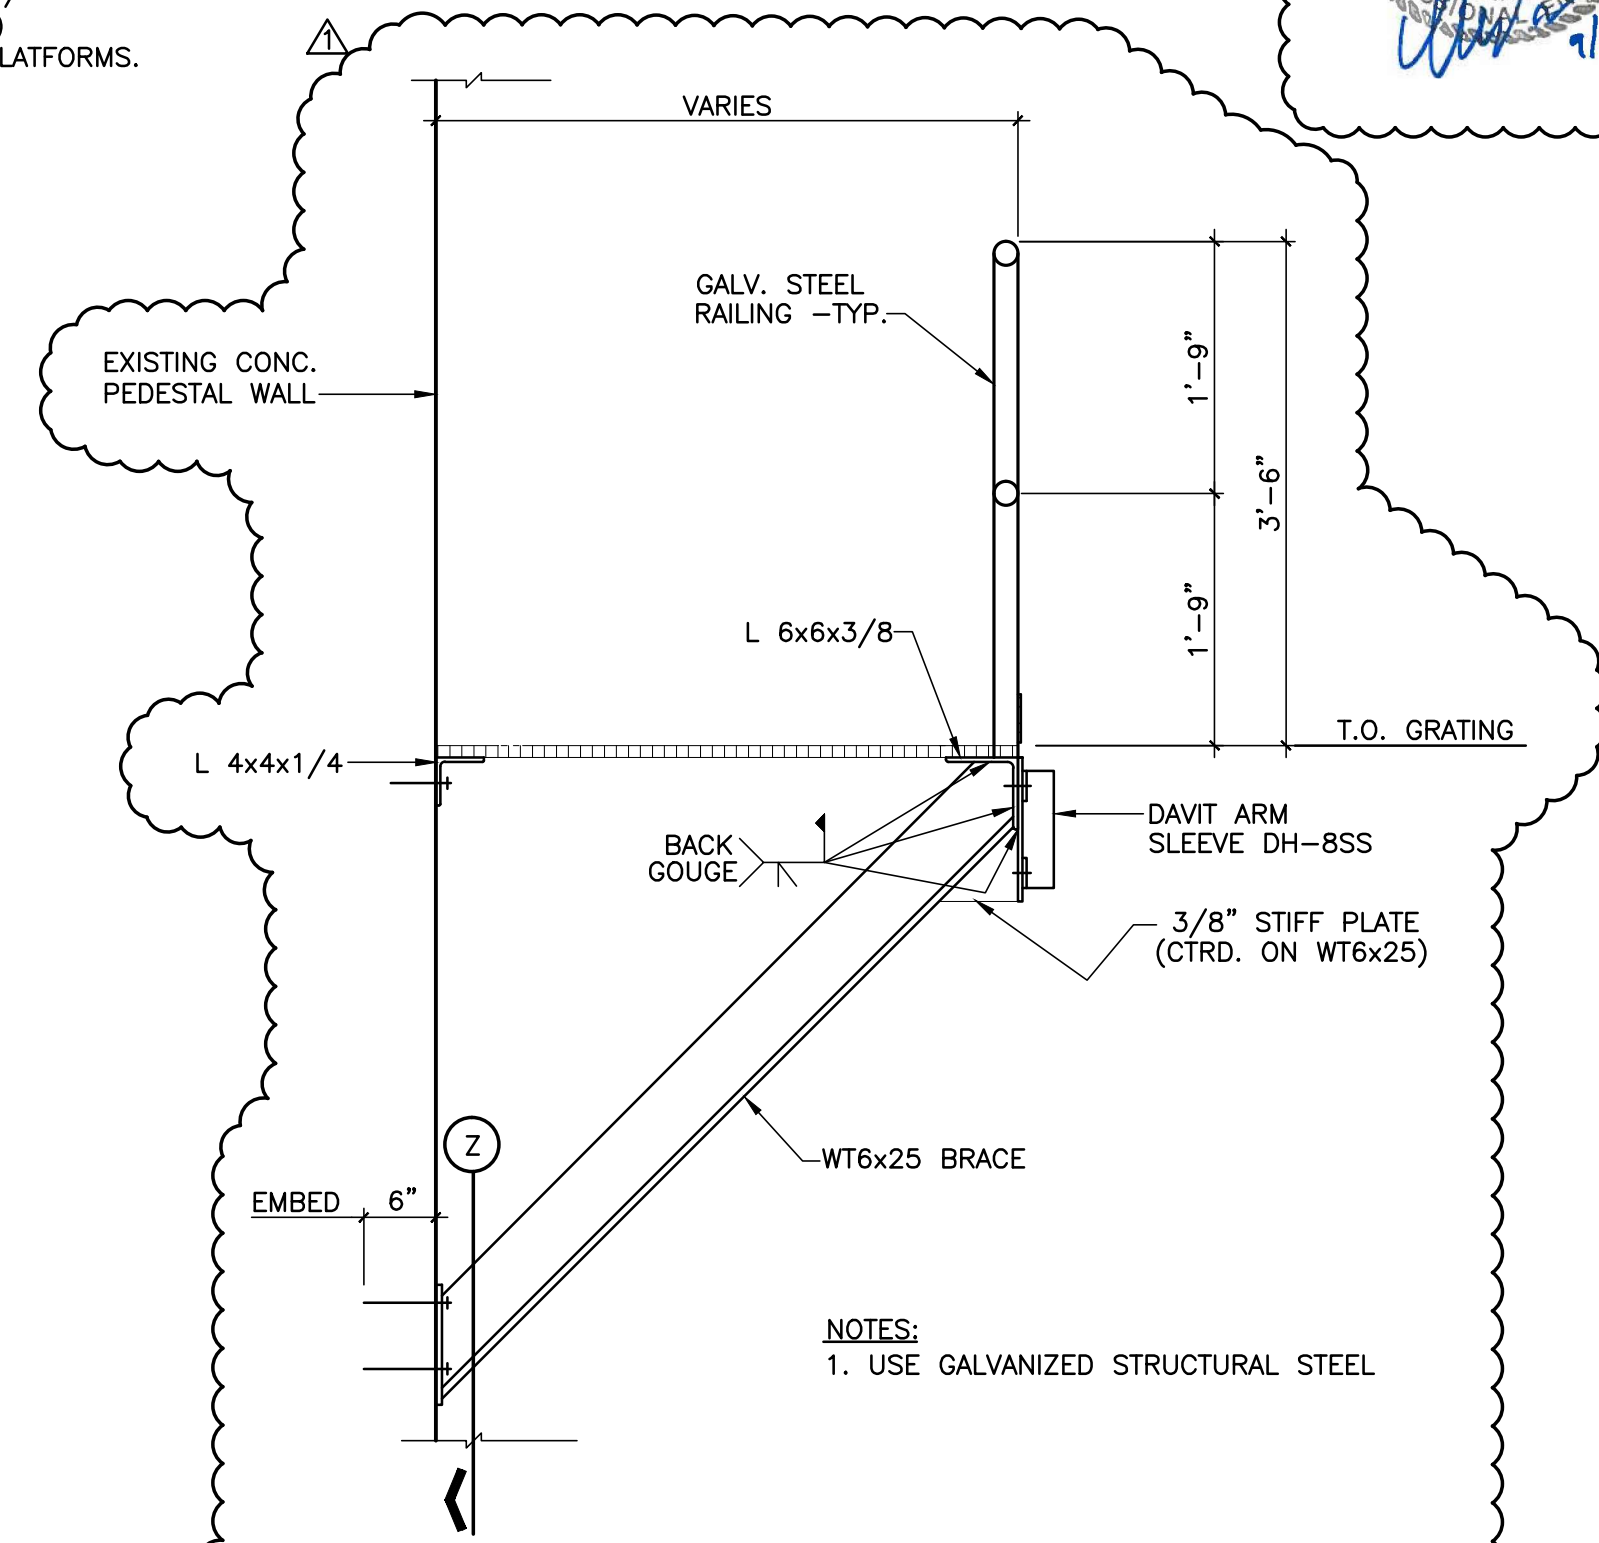 LATFORMS.
1
VARIES
GALV. STEEL
RAILING -TYP.
EXISTING CONC.
PEDESTAL WALL
1'-9"
3'-6"
1'-9"
L 6x6x3/8
T.O. GRATING
L 4x4x1/4
DAVIT ARM
SLEEVE DH-8SS
BACK
GOUGE
3/8" STIFF PLATE
(CTRD. ON WT6x25)
Z
WT6x25 BRACE
EMBED 6"
NOTES:
1. USE GALVANIZED STRUCTURAL STEEL